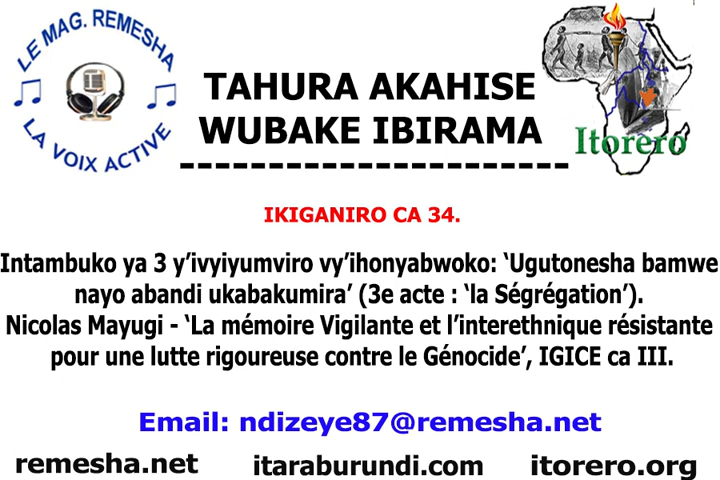 LE MAG. REMESHA
LA VOIX ACTIVE
TAHURA AKAHISE
WUBAKE IBIRAMA
Itorero
IKIGANIRO CA 34.
Intambuko ya 3 y’ivyiyumviro vy’ihonyabwoko: ‘Ugutonesha bamwe
nayo abandi ukabakumira’ (3e acte : ‘la Ségrégation’).
Nicolas Mayugi - ‘La mémoire Vigilante et l’interethnique résistante
pour une lutte rigoureuse contre le Génocide’, IGICE ca III.
Email: ndizeye87@remesha.net
remesha.net itaraburundi.com itorero.org